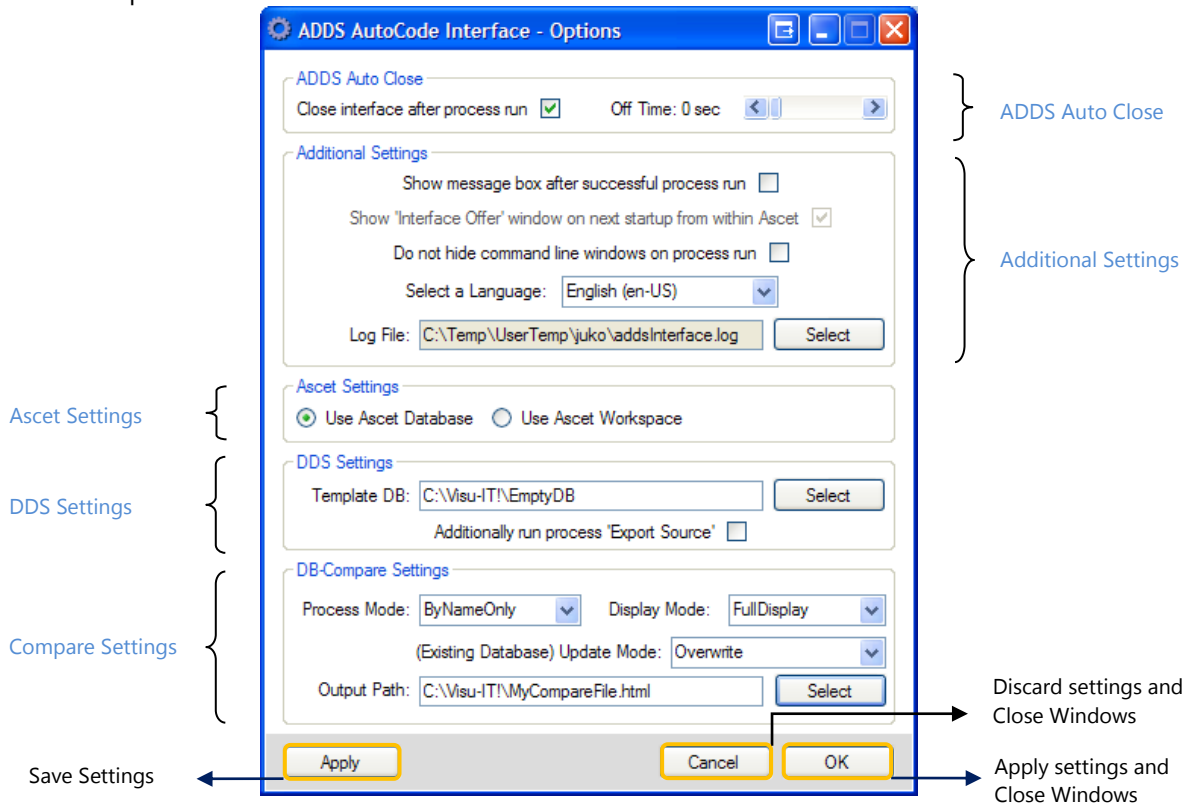 ADDS AutoCode Interface - Options
ADDS Auto Close
Close interface after process run
Off Time: 0 sec
ADDS Auto Close
Additional Settings
Show message box after successful process run
Show 'Interface Offer' window on next startup from within Ascet
Do not hide command line windows on process run
Additional Settings
Select a Language: English (en-US)
Log File: C:\Temp\UserTemp\juko\addsInterface.log Select
Ascet Settings
Ascet Settings
Use Ascet Database Use Ascet Workspace
DDS Settings
DDS Settings
Template DB: C:\Visu-IT!\EmptyDB Select
Additionally run process 'Export Source'
DB-Compare Settings
Process Mode: ByNameOnly Display Mode: FullDisplay
Compare Settings
(Existing Database) Update Mode: Overwrite
Output Path: C:\Visu-IT!\MyCompareFile.html Select
Discard settings and
Close Windows
Apply Cancel OK
Save Settings
Apply settings and
Close Windows